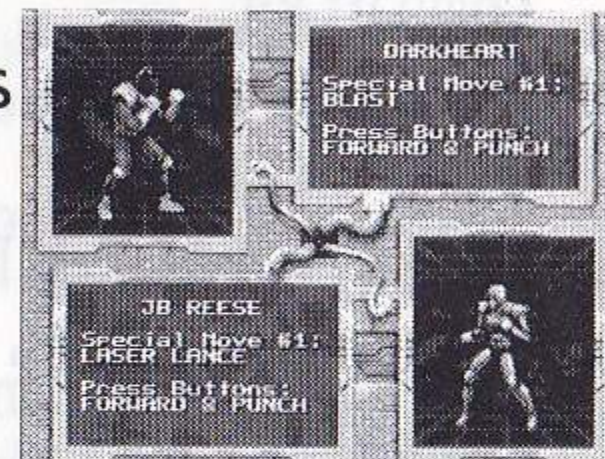 S
DARKHEART
Special Move #1:
BLAST
Press Buttons:
FORWARD & PUNCH
JB REESE
Special Move #1:
LASER LANCE
Press Buttons:
FORWARD & PUNCH